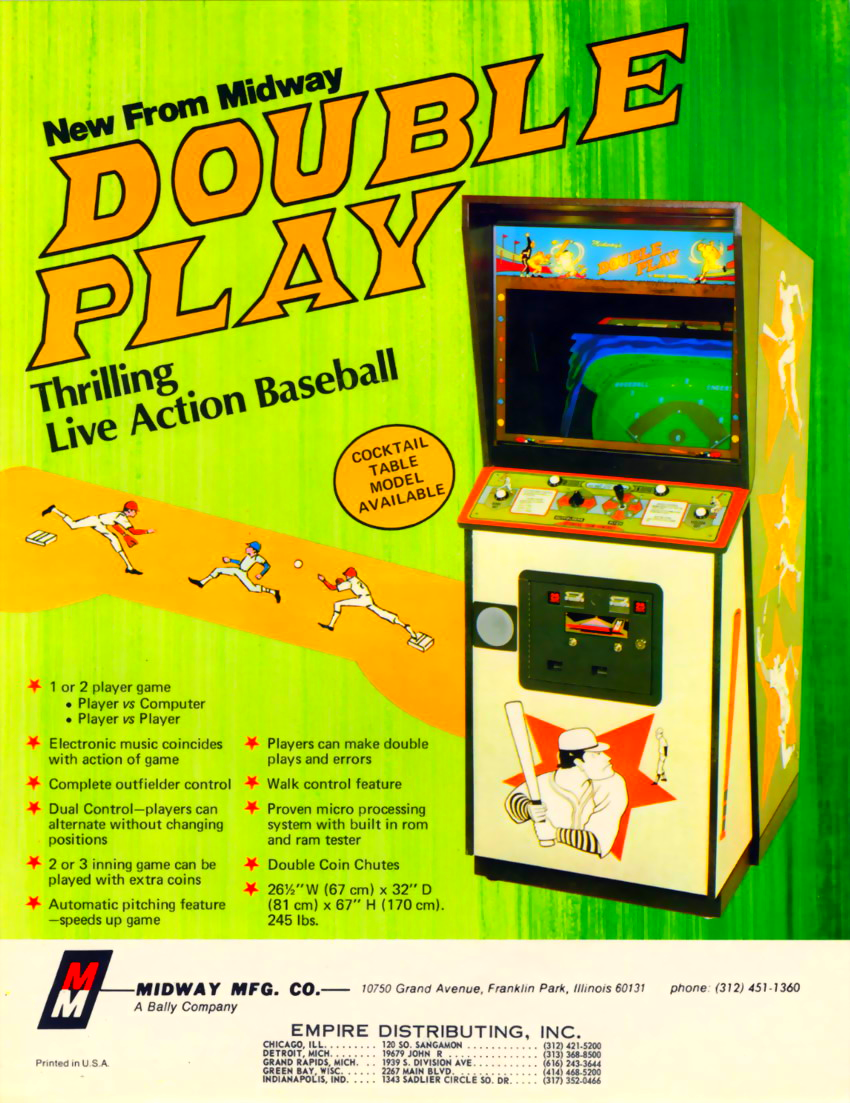 New From Midway
DOUBLE
PLAY
Thrilling
Live Action Baseball
COCKTAIL
TABLE
MODEL
AVAILABLE
Midway's
DOUBLE
PLAY
BASEBALL
★ 1 or 2 player game
• Player vs Computer
• Player vs Player
★ Electronic music coincides
with action of game
★ Complete outfielder control
★ Dual Control—players can
alternate without changing
positions
★ 2 or 3 inning game can be
played with extra coins
★ Automatic pitching feature
—speeds up game
★ Players can make double
plays and errors
★ Walk control feature
★ Proven micro processing
system with built in rom
and ram tester
★ Double Coin Chutes
★ 26½″ W (67 cm) x 32″ D
(81 cm) x 67″ H (170 cm).
245 lbs.
MM
MIDWAY MFG. CO. 10750 Grand Avenue, Franklin Park, Illinois 60131 phone: (312) 451-1360
A Bally Company
EMPIRE DISTRIBUTING, INC.
CHICAGO, ILL. . . . . . . . . . 120 SO. SANGAMON . . . . . . . . . . . . (312) 421-5200
DETROIT, MICH. . . . . . . . 19679 JOHN R . . . . . . . . . . . . . . . (313) 368-8500
GRAND RAPIDS, MICH. . . 1939 S. DIVISION AVE. . . . . . . . . . . (616) 243-3644
GREEN BAY, WISC. . . . . . 2267 MAIN BLVD. . . . . . . . . . . . . . (414) 468-5200
INDIANAPOLIS, IND. . . . . 1343 SADLIER CIRCLE SO. DR. . . . . . (317) 352-0466
Printed in U.S.A.